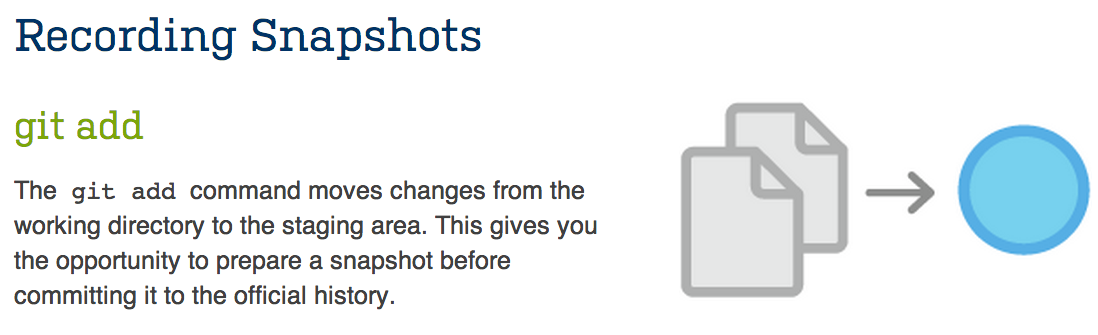 Recording Snapshots
git add
The git add command moves changes from the
working directory to the staging area. This gives you
the opportunity to prepare a snapshot before
committing it to the official history.